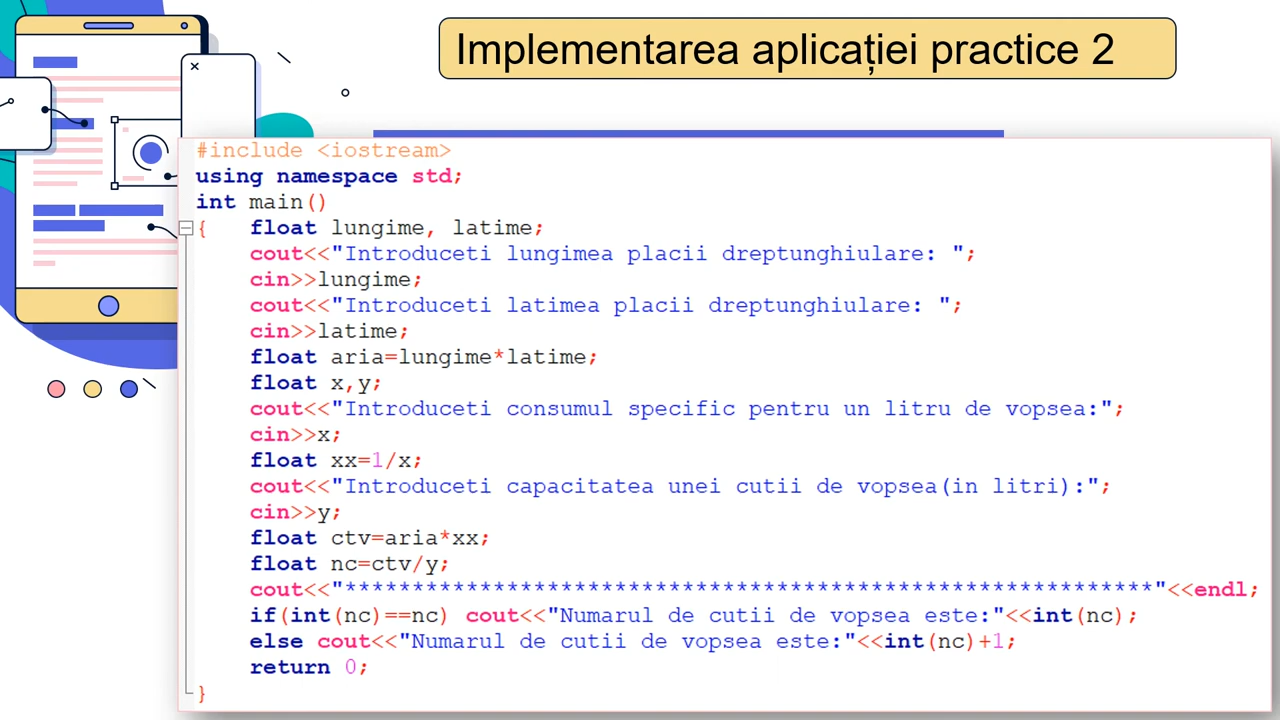 Implementarea aplicației practice 2
#include <iostream>
using namespace std;
int main()
{   float lungime, latime;
    cout<<"Introduceti lungimea placii dreptunghiulare: ";
    cin>>lungime;
    cout<<"Introduceti latimea placii dreptunghiulare: ";
    cin>>latime;
    float aria=lungime*latime;
    float x,y;
    cout<<"Introduceti consumul specific pentru un litru de vopsea:";
    cin>>x;
    float xx=1/x;
    cout<<"Introduceti capacitatea unei cutii de vopsea(in litri):";
    cin>>y;
    float ctv=aria*xx;
    float nc=ctv/y;
    cout<<"************************************************************"<<endl;
    if(int(nc)==nc) cout<<"Numarul de cutii de vopsea este:"<<int(nc);
    else cout<<"Numarul de cutii de vopsea este:"<<int(nc)+1;
    return 0;
}